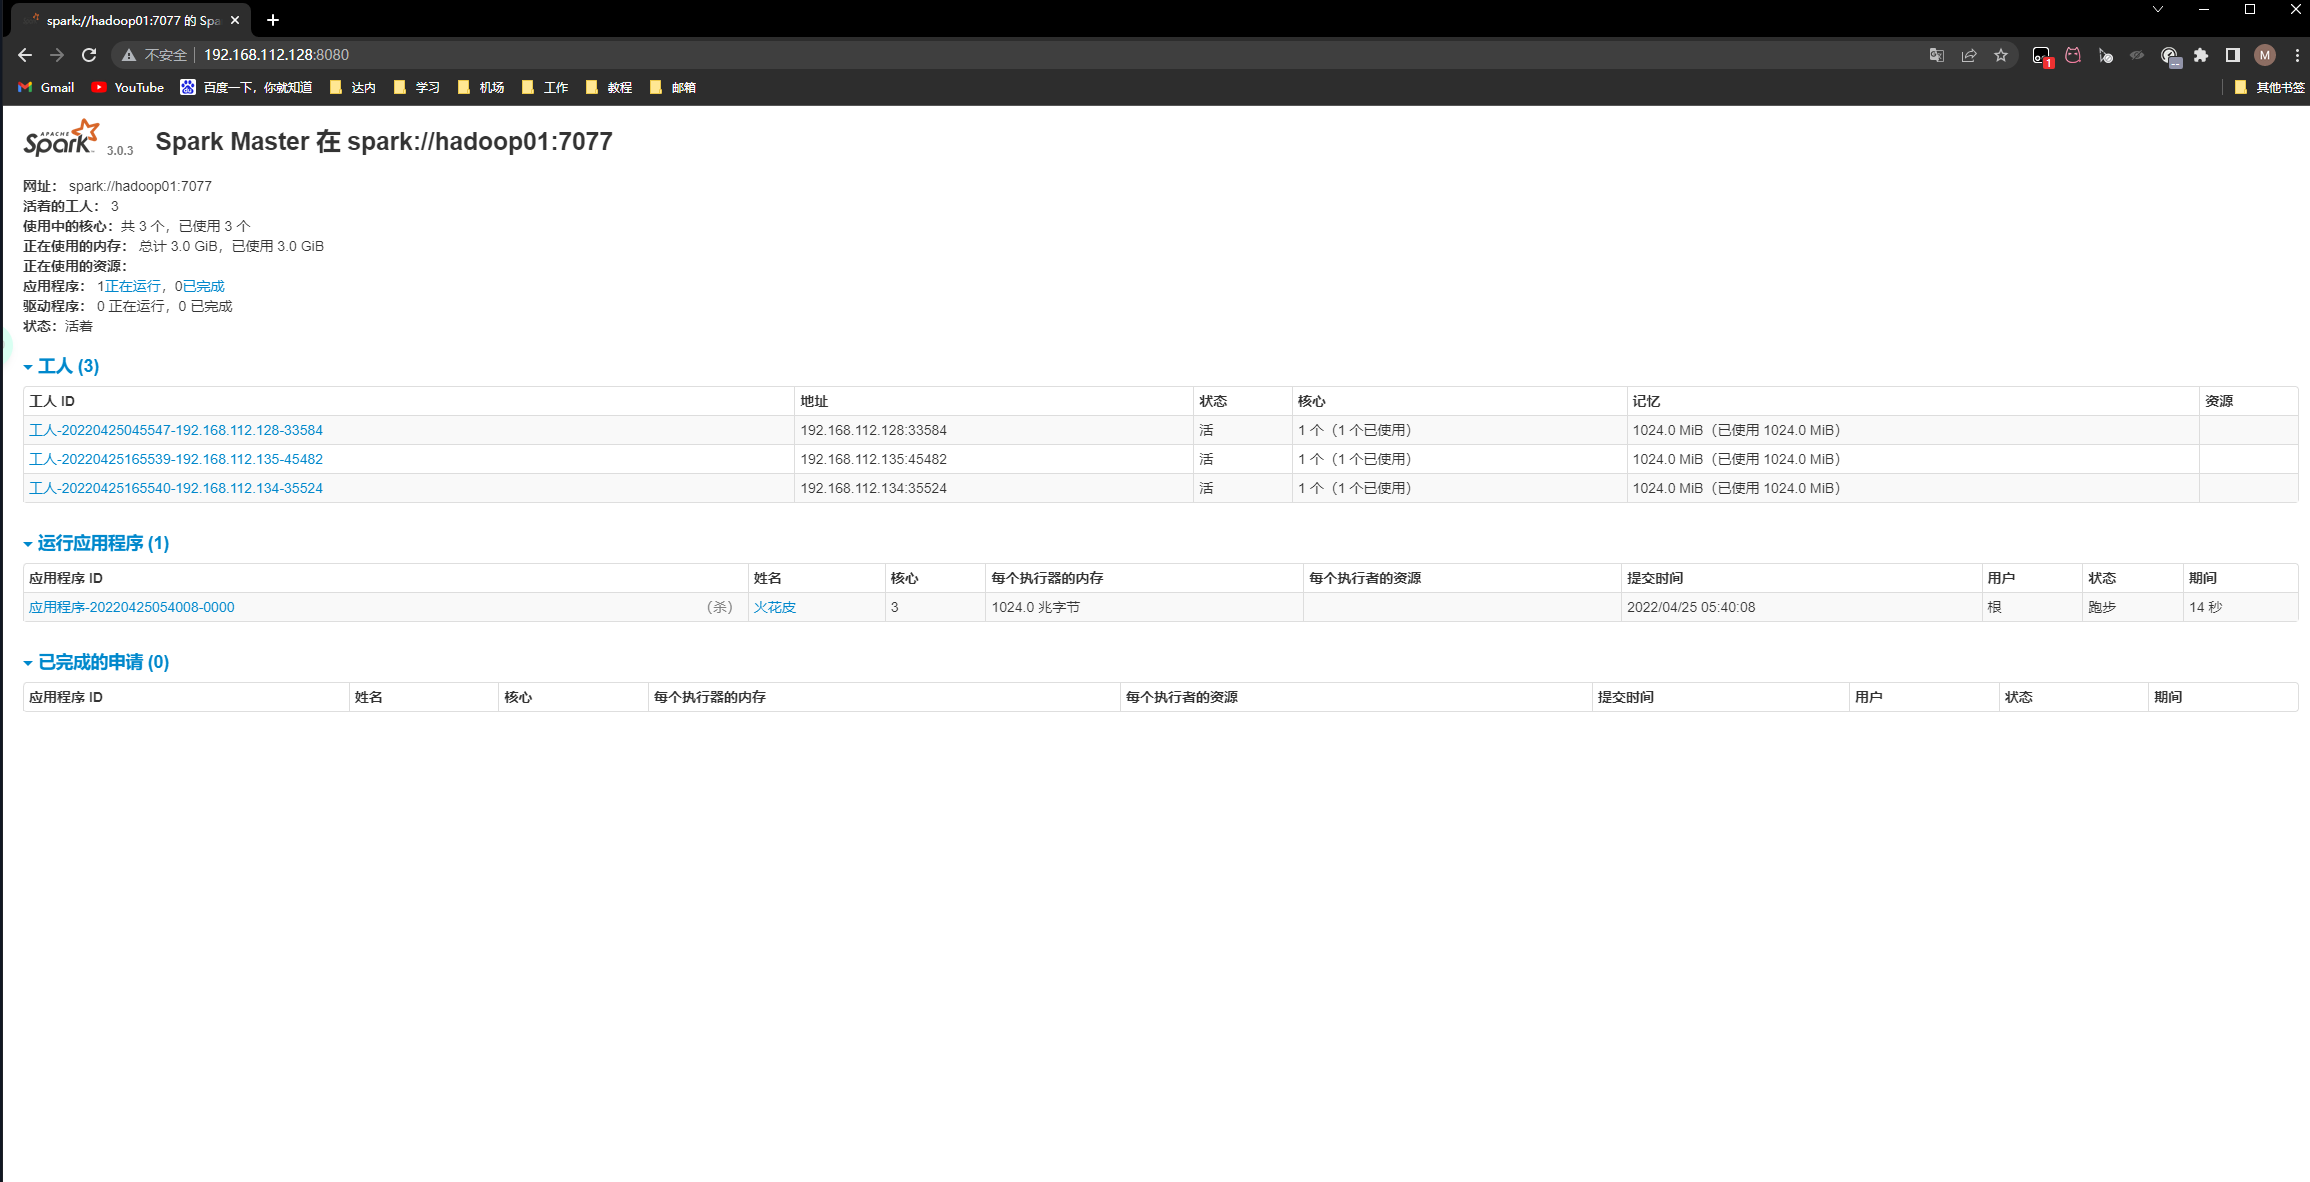 spark://hadoop01:7077 的 Spa
不安全 192.168.112.128:8080
1
M
Gmail YouTube 百度一下，你就知道 达内 学习 机场 工作 教程 邮箱 其他书签
APACHE Spark 3.0.3 Spark Master 在 spark://hadoop01:7077
网址： spark://hadoop01:7077
活着的工人： 3
使用中的核心：共 3 个，已使用 3 个
正在使用的内存： 总计 3.0 GiB，已使用 3.0 GiB
正在使用的资源：
应用程序： 1正在运行，0已完成
驱动程序： 0 正在运行，0 已完成
状态：活着
工人 (3)
工人 ID 地址 状态 核心 记忆 资源
工人-20220425045547-192.168.112.128-33584 192.168.112.128:33584 活 1 个（1 个已使用） 1024.0 MiB（已使用 1024.0 MiB）
工人-20220425165539-192.168.112.135-45482 192.168.112.135:45482 活 1 个（1 个已使用） 1024.0 MiB（已使用 1024.0 MiB）
工人-20220425165540-192.168.112.134-35524 192.168.112.134:35524 活 1 个（1 个已使用） 1024.0 MiB（已使用 1024.0 MiB）
运行应用程序 (1)
应用程序 ID 姓名 核心 每个执行器的内存 每个执行者的资源 提交时间 用户 状态 期间
应用程序-20220425054008-0000 （杀） 火花皮 3 1024.0 兆字节 2022/04/25 05:40:08 根 跑步 14 秒
已完成的申请 (0)
应用程序 ID 姓名 核心 每个执行器的内存 每个执行者的资源 提交时间 用户 状态 期间